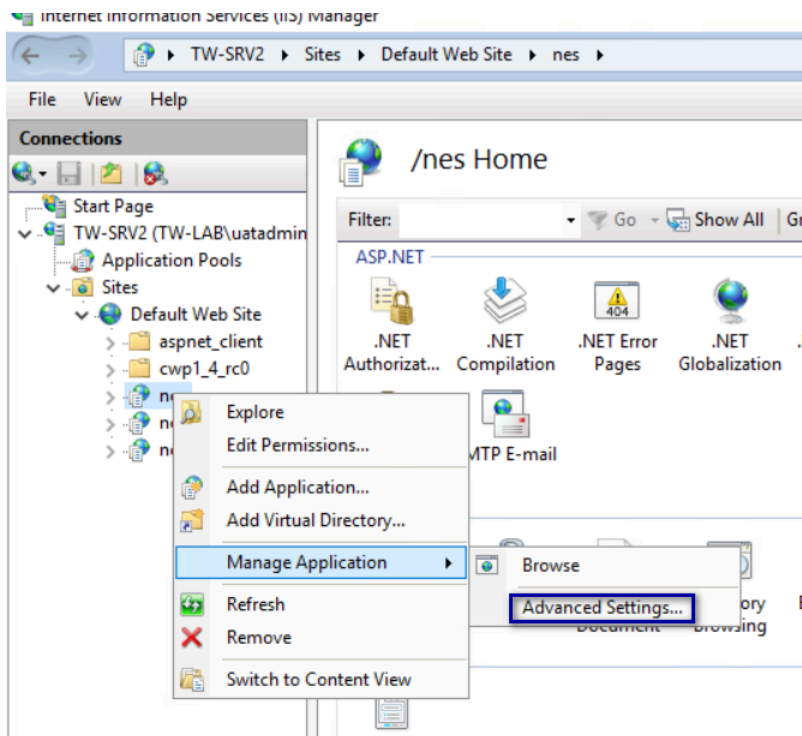 Internet Information Services (IIS) Manager
TW-SRV2 Sites Default Web Site nes
File View Help
Connections
/nes Home
Start Page
TW-SRV2 (TW-LAB\uatadmin
Application Pools
Sites
Default Web Site
aspnet_client
cwp1_4_rc0
Filter: Go Show All
ASP.NET
.NET Authorizat...
.NET Compilation
404
.NET Error Pages
.NET Globalization
MTP E-mail
Explore
Edit Permissions...
Add Application...
Add Virtual Directory...
Manage Application
Refresh
Remove
Switch to Content View
Browse
Advanced Settings...
Document
ory
Browsing